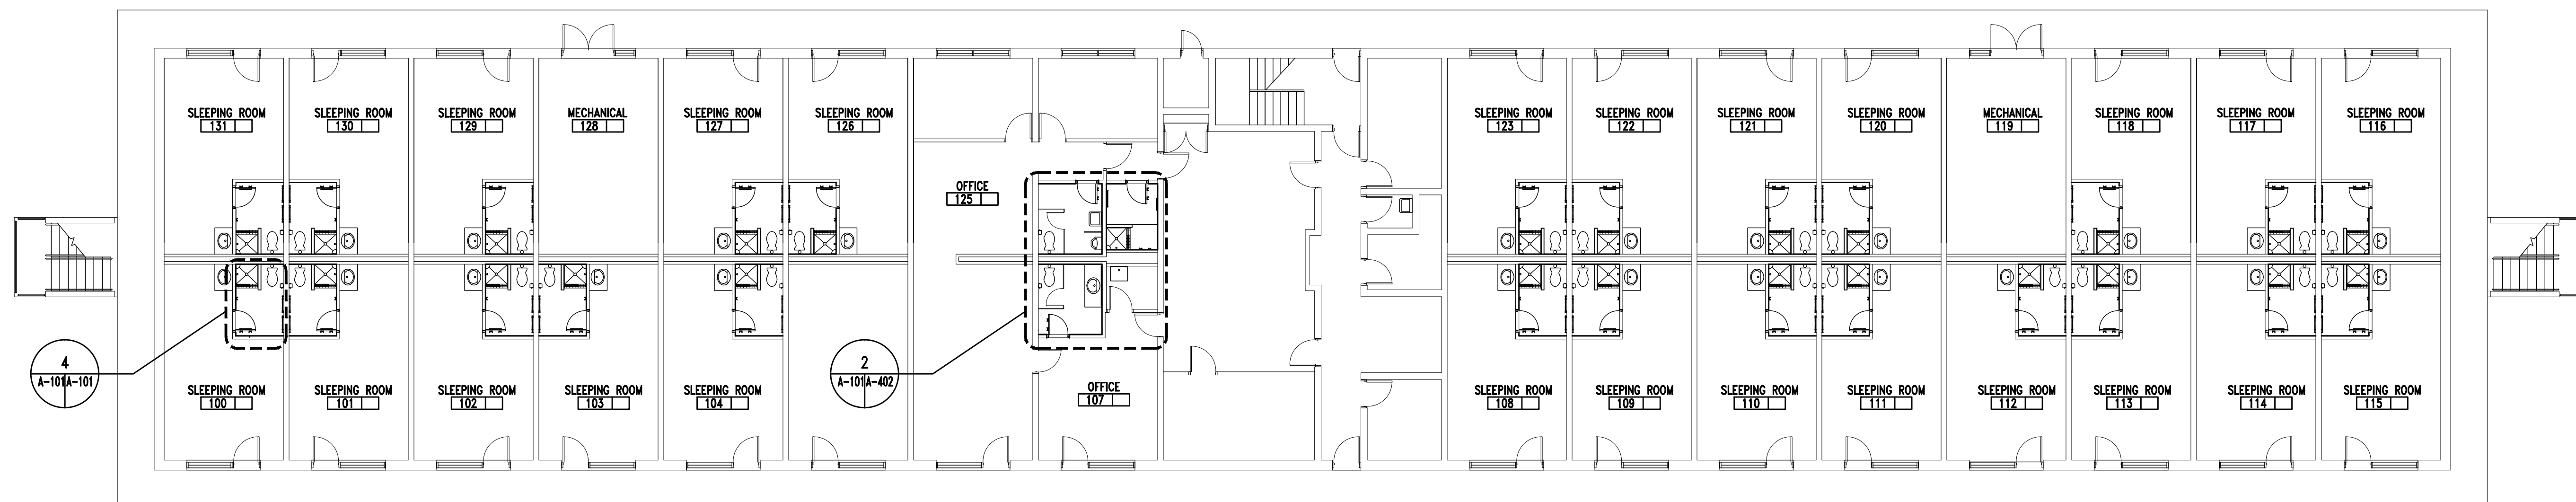 SLEEPING ROOM
131
SLEEPING ROOM
130
SLEEPING ROOM
129
MECHANICAL
128
SLEEPING ROOM
127
SLEEPING ROOM
126
SLEEPING ROOM
123
SLEEPING ROOM
122
SLEEPING ROOM
121
SLEEPING ROOM
120
MECHANICAL
119
SLEEPING ROOM
118
SLEEPING ROOM
117
SLEEPING ROOM
116
OFFICE
125
4
A-101 A-101
2
A-101 A-402
SLEEPING ROOM
100
SLEEPING ROOM
101
SLEEPING ROOM
102
SLEEPING ROOM
103
SLEEPING ROOM
104
OFFICE
107
SLEEPING ROOM
108
SLEEPING ROOM
109
SLEEPING ROOM
110
SLEEPING ROOM
111
SLEEPING ROOM
112
SLEEPING ROOM
113
SLEEPING ROOM
114
SLEEPING ROOM
115